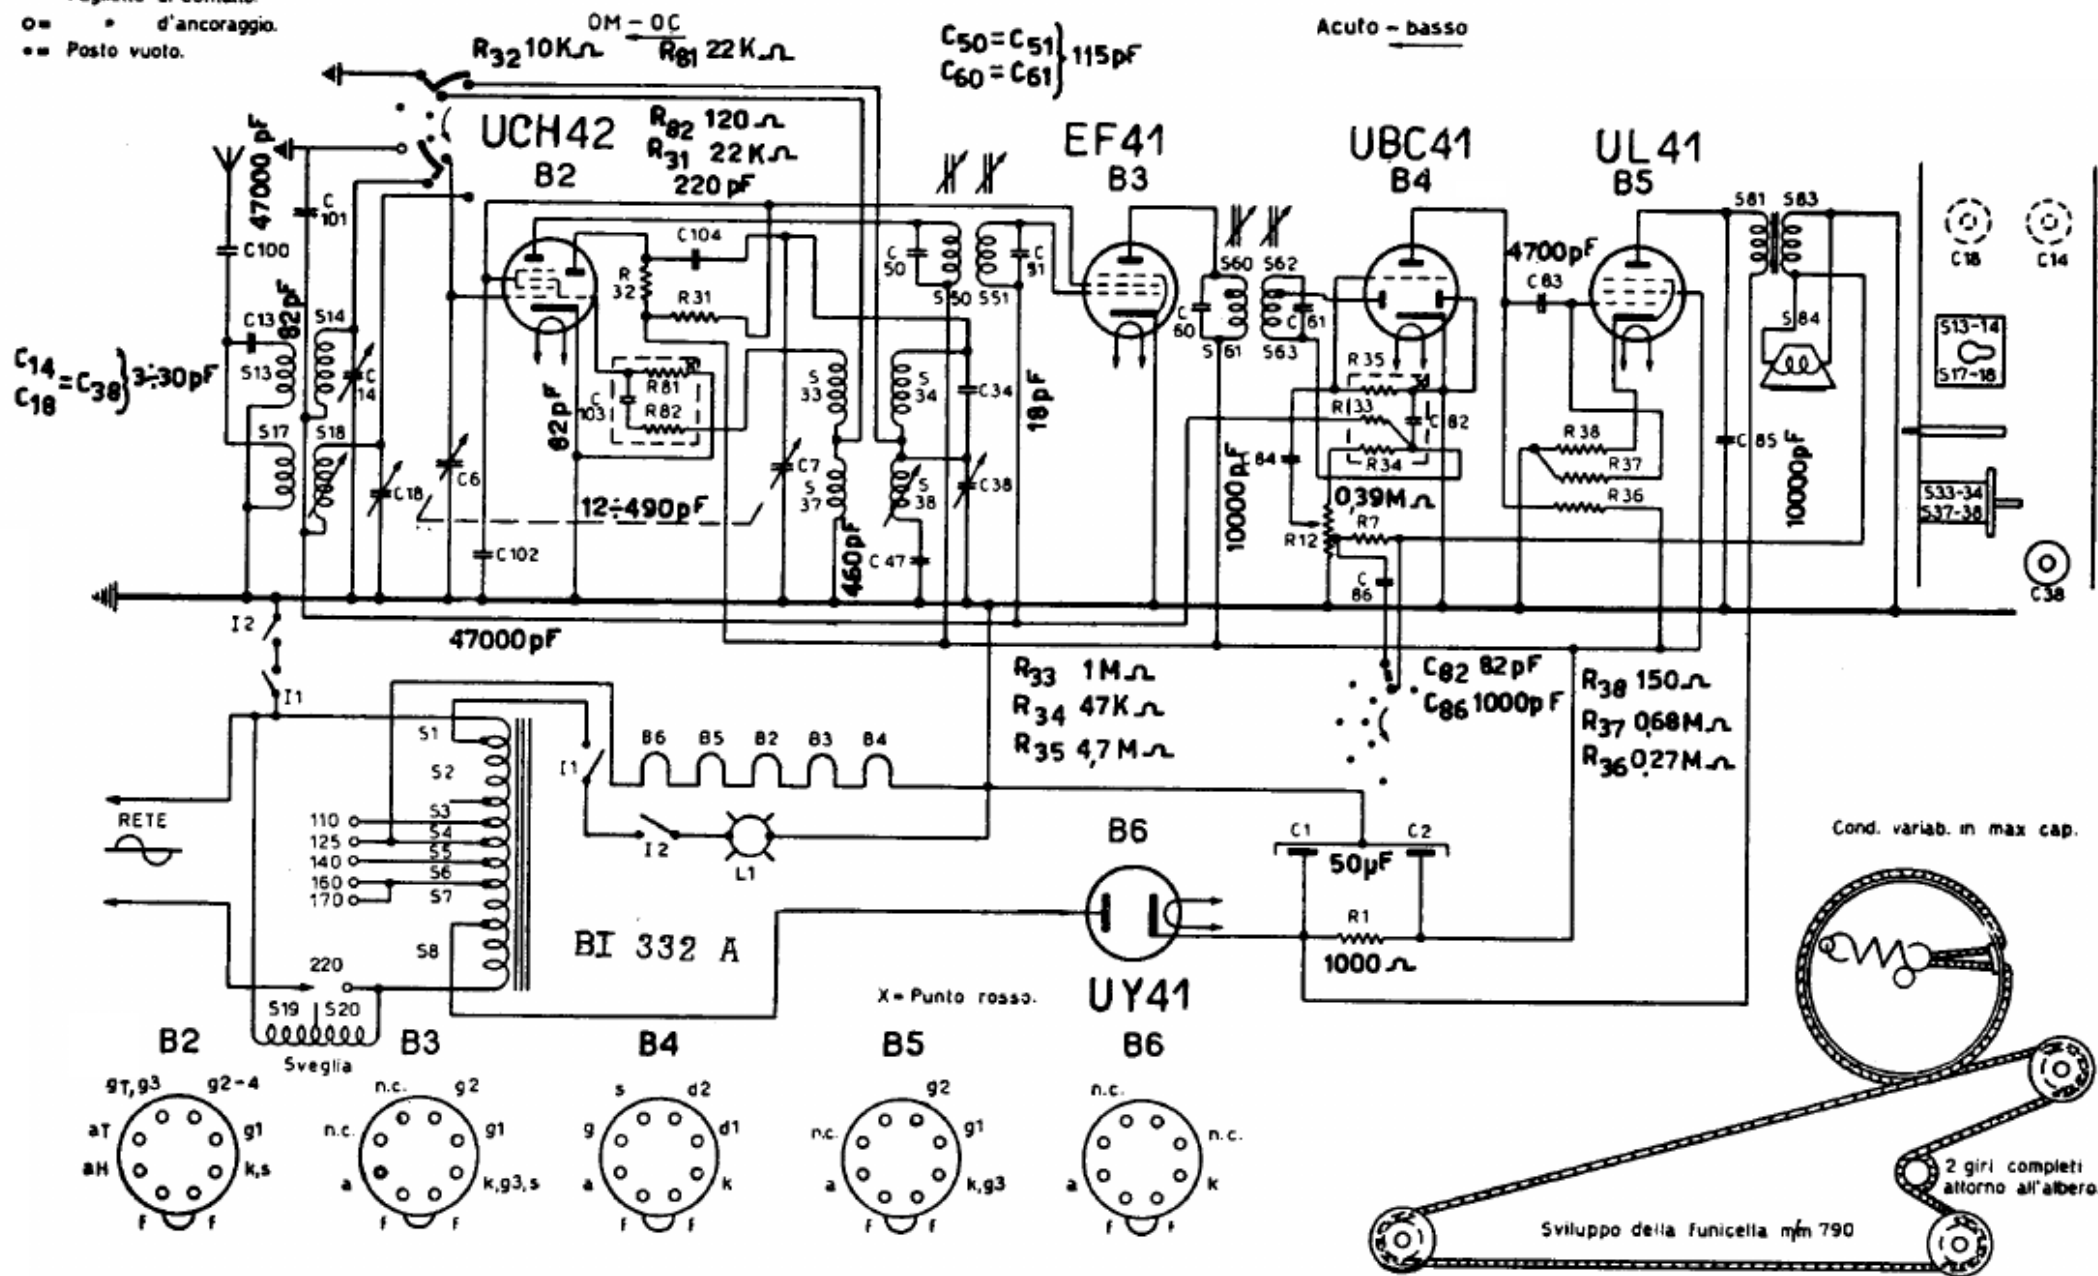 o= " d'ancoraggio.
•= Posto vuoto.
OM - OC
R32 10KΩ R81 22KΩ
C50 = C51
C60 = C61
} 115pF
Acuto - basso
47000 pF
UCH42
B2
R82 120Ω
R31 22KΩ
220 pF
EF41
B3
UBC41
B4
UL41
B5
C101
C100
C104
R32
R31
C50
S50
S51
C51
S60
S62
C60
C61
S61
S63
4700pF
C83
S81
S83
S84
C18
C14
C14
C18
= C38 } 3÷30pF
C13
82pF
S13
S14
C14
S17
S18
C18
C6
82pF
C103
R81
R82
S33
S34
C34
18pF
C7
S37
S38
C38
12÷490pF
460pF
C47
C102
R35
R33
C82
R34
C84
10000pF
0,39MΩ
R12
R7
C86
R38
R37
R36
C85
1000pF
S13-14
S17-18
S33-34
S37-38
C38
I2
I1
47000pF
R33 1MΩ
R34 47KΩ
R35 4,7MΩ
C82 82pF
C86 1000pF
R38 150Ω
R37 0,68MΩ
R36 0,27MΩ
RETE
110
125
140
160
170
220
S1
S2
S3
S4
S5
S6
S7
S8
S19 S20
Sveglia
I1
B6 B5 B2 B3 B4
I2
L1
BI 332 A
B6
UY41
C1 C2
50µF
R1
1000Ω
X= Punto rosso.
Cond. variab. in max cap.
B2
gT,g3 g2-4
aT g1
aH k,s
f f
B3
n.c. g2
n.c. g1
a k,g3,s
f f
B4
s d2
g d1
a k
f f
B5
g2
n.c. g1
a k,g3
f f
B6
n.c.
n.c.
a k
f f
2 giri completi
attorno all'albero
Sviluppo della funicella m/m 790